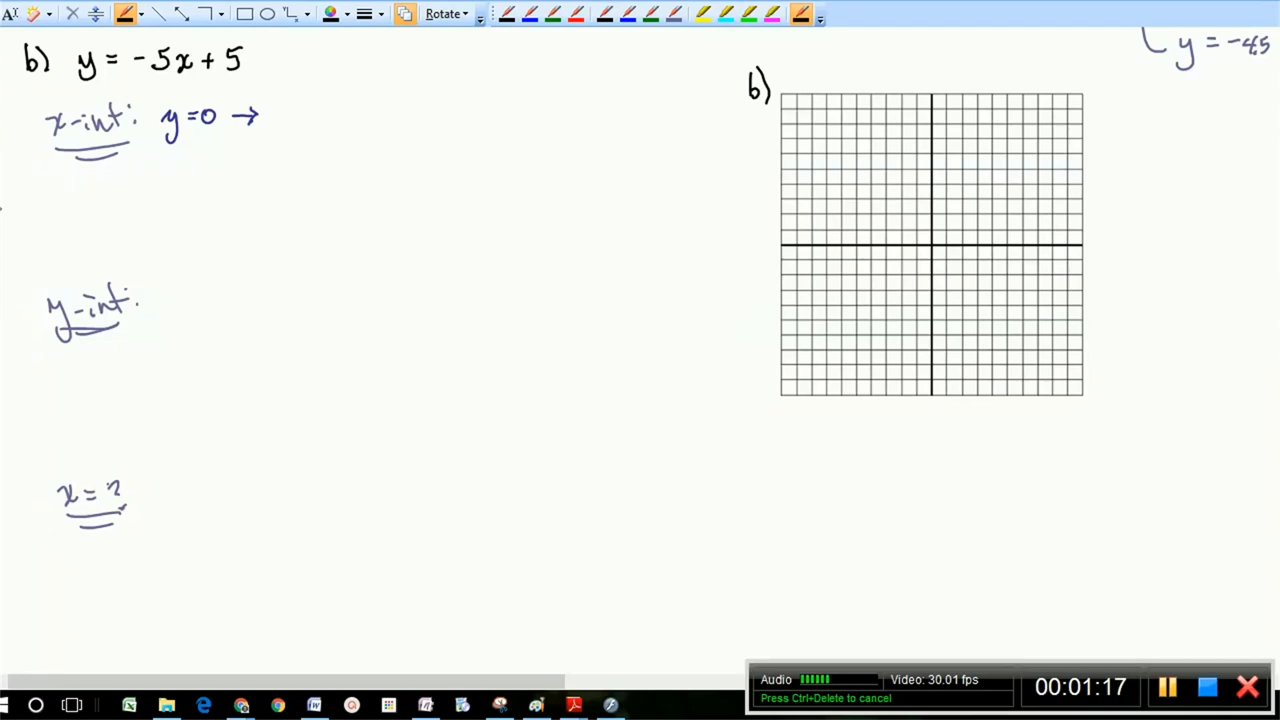 Rotate
b) y = -5x + 5
y = -45
x-int: y=0 →
b)
y-int:
x = ?
Audio
Video: 30.01 fps
Press Ctrl+Delete to cancel
00:01:17